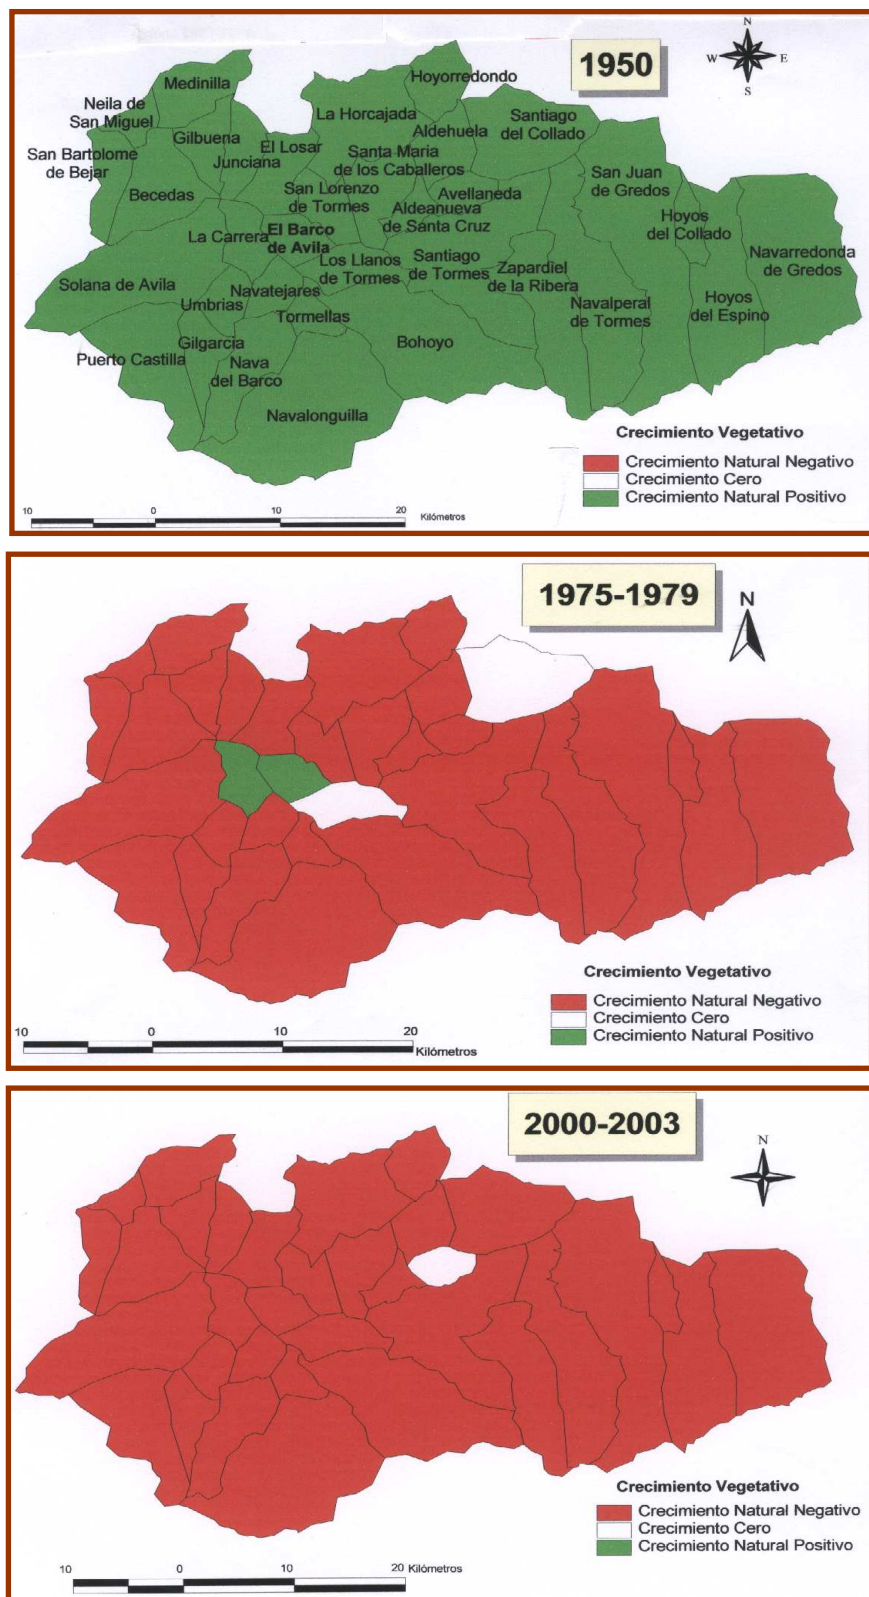 1950
N
W E
S
Medinilla
Hoyorredondo
Neila de
San Miguel
La Horcajada
Santiago
del Collado
Gilbuena
El Losar
Aldehuela
San Bartolome
de Bejar
Junciana
Santa Maria
de los Caballeros
San Juan
de Gredos
Becedas
San Lorenzo
de Tormes
Avellaneda
Aldeanueva
de Santa Cruz
Hoyos
del Collado
La Carrera
El Barco
de Avila
Navarredonda
de Gredos
Los Llanos
de Tormes
Santiago
de Tormes
Zapardiel
de la Ribera
Solana de Avila
Navatejares
Umbrias
Tormellas
Navalperal
de Tormes
Hoyos
del Espino
Gilgarcia
Bohoyo
Puerto Castilla
Nava
del Barco
Navalonguilla
Crecimiento Vegetativo
Crecimiento Natural Negativo
Crecimiento Cero
Crecimiento Natural Positivo
10 0 10 20
Kilómetros
1975-1979
N
Crecimiento Vegetativo
Crecimiento Natural Negativo
Crecimiento Cero
Crecimiento Natural Positivo
10 0 10 20
Kilómetros
2000-2003
N
Crecimiento Vegetativo
Crecimiento Natural Negativo
Crecimiento Cero
Crecimiento Natural Positivo
10 0 10 20
Kilómetros